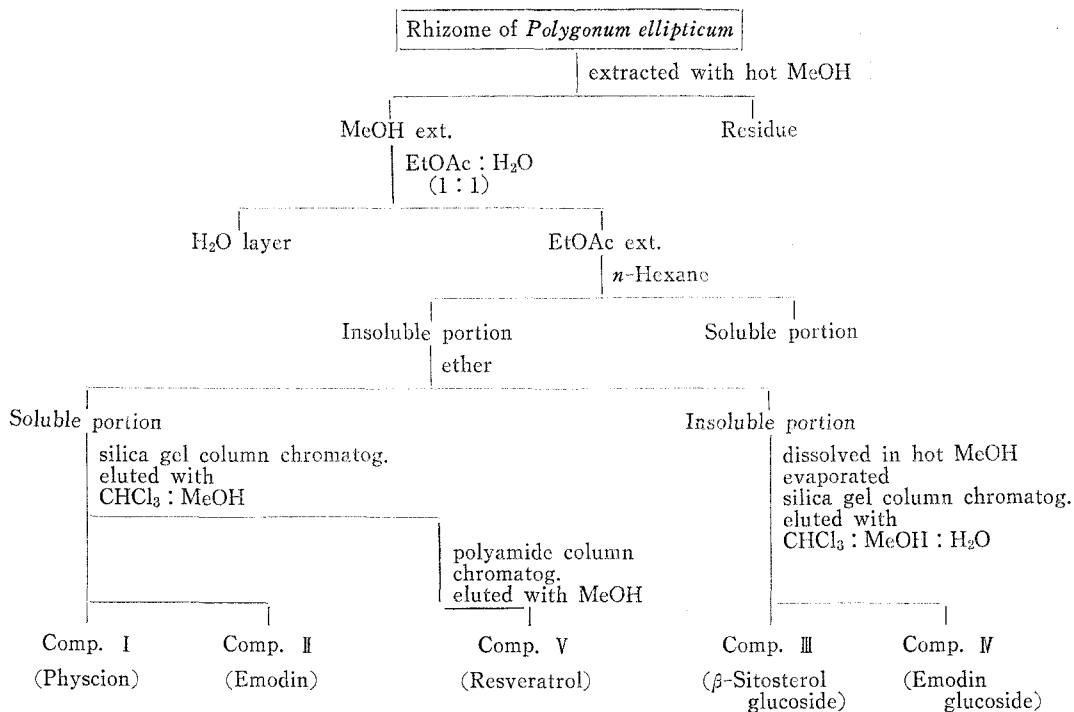 Rhizome of Polygonum ellipticum
extracted with hot MeOH
MeOH ext.
Residue
EtOAc : H₂O
(1 : 1)
H₂O layer
EtOAc ext.
n-Hexane
Insoluble portion
Soluble portion
ether
Soluble portion
silica gel column chromatog.
eluted with
CHCl₃ : MeOH
polyamide column
chromatog.
eluted with MeOH
Insoluble portion
dissolved in hot MeOH
evaporated
silica gel column chromatog.
eluted with
CHCl₃ : MeOH : H₂O
Comp. Ⅰ
(Physcion)
Comp. Ⅱ
(Emodin)
Comp. Ⅴ
(Resveratrol)
Comp. Ⅲ
(β-Sitosterol
glucoside)
Comp. Ⅳ
(Emodin
glucoside)